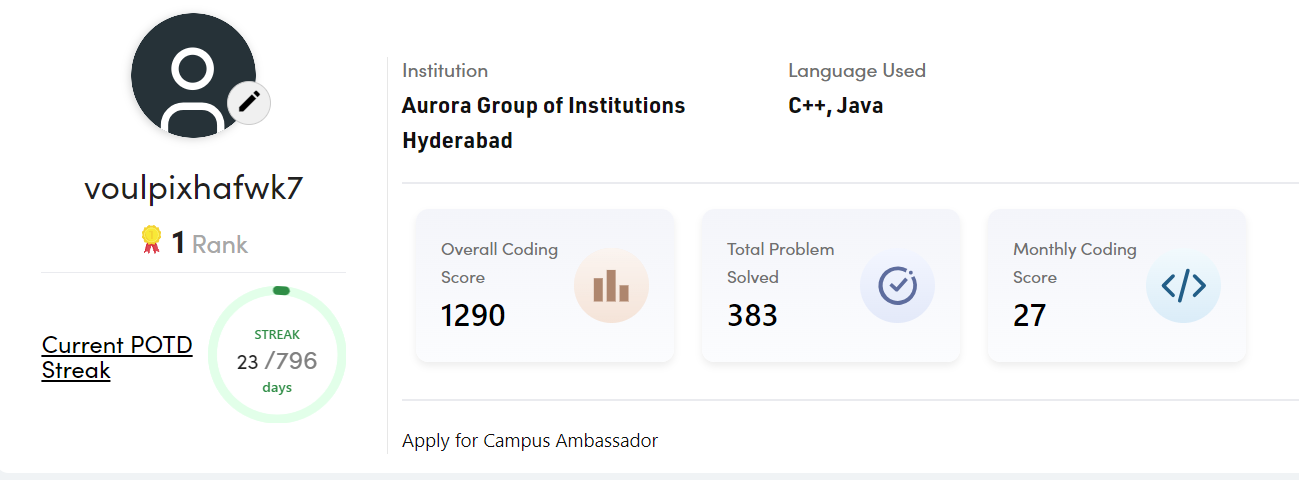 voulpixhafwk7
1 Rank
Current POTD
Streak
STREAK
23 /796
days
Institution
Aurora Group of Institutions
Hyderabad
Language Used
C++, Java
Overall Coding
Score
1290
Total Problem
Solved
383
Monthly Coding
Score
27
Apply for Campus Ambassador